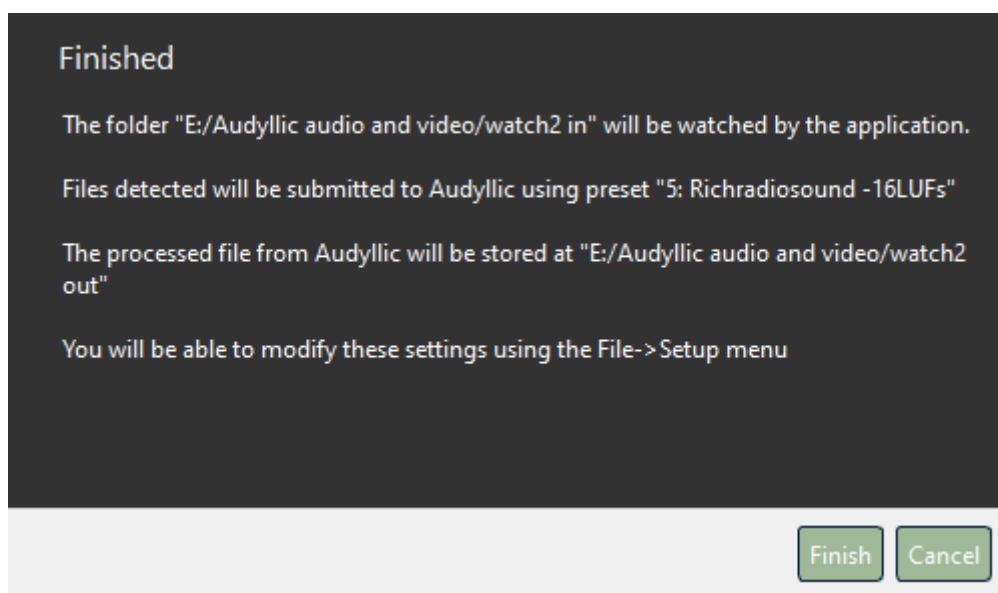 Finished
The folder "E:/Audyllic audio and video/watch2 in" will be watched by the application.
Files detected will be submitted to Audyllic using preset "5: Richradiosound -16LUFs"
The processed file from Audyllic will be stored at "E:/Audyllic audio and video/watch2
out"
You will be able to modify these settings using the File->Setup menu
Finish Cancel